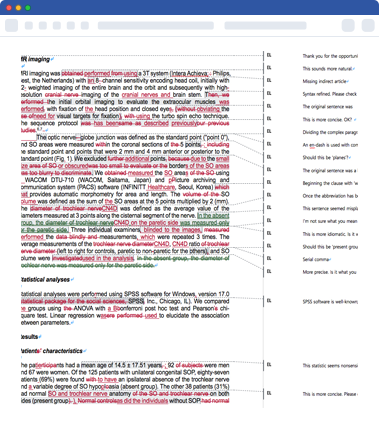 fRI imaging
fRI imaging was obtained performed from using a 3T system (Intera Achieva, Philips,
est, the Netherlands) with an 8-channel sensitivity encoding head coil, initially with
2- weighted imaging of the entire brain and the orbit and subsequently with high-
resolution cranial nerve imaging of the cranial nerves and brain stem. Then, we
erformed the initial orbital imaging to evaluate the extraocular muscles was
erformed, with fixation of the head position and closed eyes, (without obviating the
se of need for visual targets for fixation), with using the turbo spin echo technique.
he sequence protocol was has been same as described previously our previous
tudies.
The optic nerve–globe junction was defined as the standard point ("point 0"),
nd SO areas were measured within the coronal sections of the 5 points, including
e standard point and points that were 2 mm and 4 mm anterior or posterior to the
tandard point (Fig. 1). We excluded further additional points because due to the small
ze area of SO or obscured was too small to evaluate or the borders of the SO areas
as too blurry to discriminate. We obtained measured the SO areas of the SO using
WACOM DTU-710 (WACOM, Saitama, Japan) and picture archiving and
ommunication system (PACS) software (INFINITT Healthcare, Seoul, Korea) which
id provides automatic morphometry for area and length. The volume of the SO
olume was defined as the sum of the SO areas at the 5 points multiplied by 2 (mm).
he diameter of trochlear nerve CN4D was defined as the average value of the
iameters measured at 3 points along the cisternal segment of the nerve. In the absent
roup, the diameter of trochlear nerve CN4D on the paretic side was measured only
n the paretic side. Three individual examiners, blinded to the images, measured
erformed the data blindly and measurements, which were repeated 3 times. The
verage measurements of the trochlear nerve diameter CN4D, CN4D ratio of trochlear
erve diameter (left to right for controls, paretic to non-paretic for the others), and SO
olume were investigated used in analysis. in the absent group, the diameter of
ochlear nerve was measured only for the paretic side.
tatistical analyses
tatistical analyses were performed using SPSS software for Windows, version 17.0
statistical package for the social sciences, SPSS, Inc., Chicago, IL). We compared
e groups using the ANOVA with a Bonferroni post hoc test and Pearson's chi-
quare test. Linear regression was performed used to elucidate the association
etween parameters.
esults
atients' characteristics
he participants had a mean age of 14.5 ± 17.51 years, ; 92 of subjects were men
nd 67 were women. Of the 125 patients with unilateral congenital SOP, eighty-seven
atients (69%) were found with to have an ipsilateral absence of the trochlear nerve
nd a variable degree of SO hypoplasia (absent group). The other 38 patients (31%)
ad normal SO and trochlear nerve anatomy of the SO and trochlear nerve on both
ides (present group). Normal controls did the individuals without SOP had normal
EL Thank you for the opportuni
EL This sounds more natural
EL Missing indirect article
EL Syntax refined. Please check
EL The original sentence was
EL This is more concise. OK?
EL Dividing the complex paragr
EL An en-dash is used with con
EL Should this be 'planes'?
EL The original sentence was a
EL Beginning the clause 'w
EL Once the abbreviation has b
EL This sentence seemed mispla
EL I'm not sure what you mean
EL This is more idiomatic. Is it w
EL Should this be 'present group
EL Serial comma
EL More precise. Is it what you
EL SPSS software is well-known
EL This statistic seems nonsensi
EL This is more concise. Please